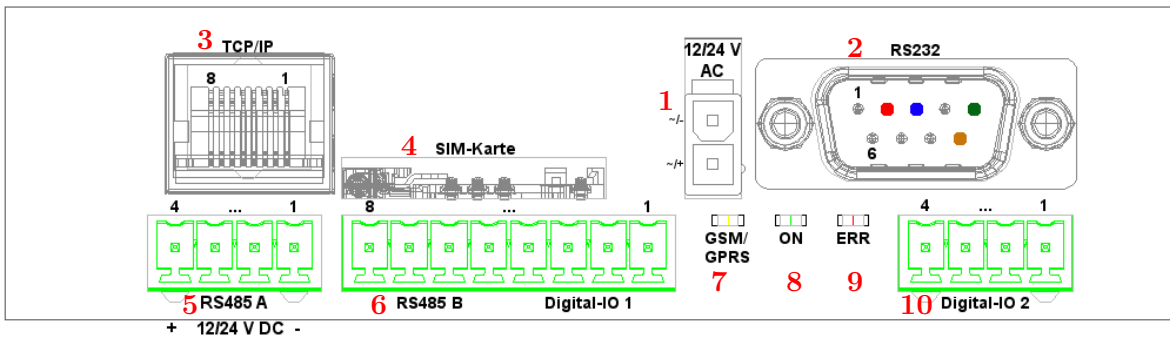 3 TCP/IP
8 1
12/24 V
AC
1
~/-
~/+
2 RS232
1
6
4 SIM-Karte
4 ... 1
8 ... 1
4 ... 1
GSM/
GPRS
ON
ERR
7 8 9
5 RS485 A
6 RS485 B Digital-IO 1
10 Digital-IO 2
+ 12/24 V DC -